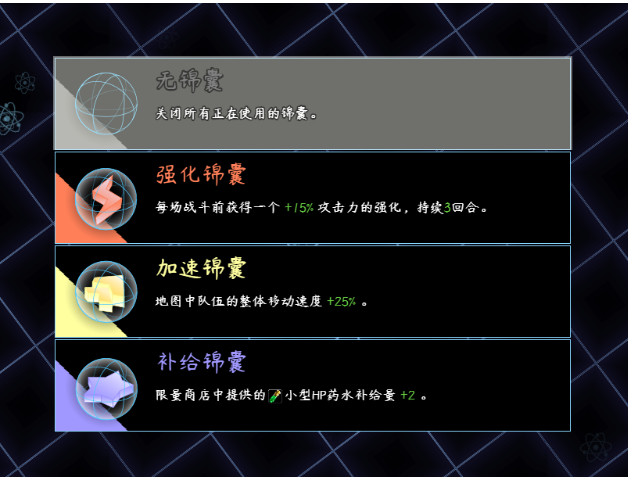 无锦囊
关闭所有正在使用的锦囊。
强化锦囊
每场战斗前获得一个 +15% 攻击力的强化，持续3回合。
加速锦囊
地图中队伍的整体移动速度 +25% 。
补给锦囊
限量商店中提供的小型HP药水补给量 +2 。